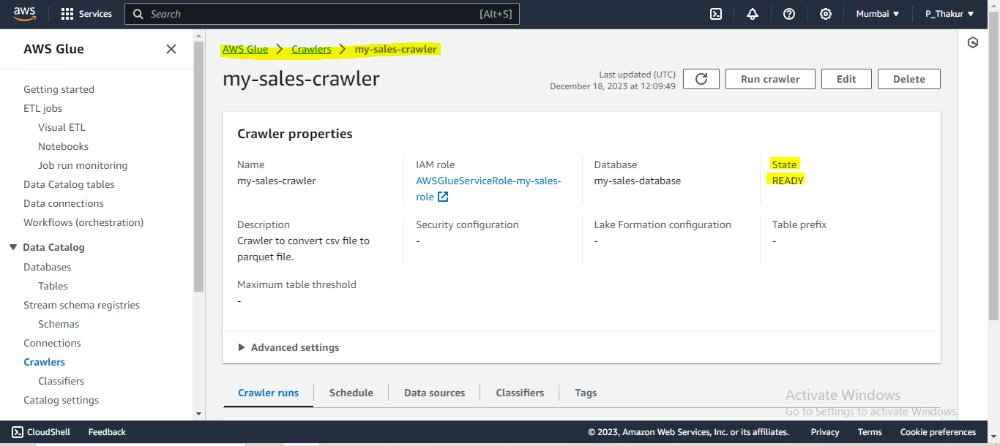 aws
Services
Search
[Alt+S]
Mumbai ▼
P_Thakur ▼
AWS Glue
Getting started
ETL jobs
Visual ETL
Notebooks
Job run monitoring
Data Catalog tables
Data connections
Workflows (orchestration)
Data Catalog
Databases
Tables
Stream schema registries
Schemas
Connections
Crawlers
Classifiers
Catalog settings
AWS Glue > Crawlers > my-sales-crawler
my-sales-crawler
Last updated (UTC)
December 18, 2023 at 12:09:49
Run crawler
Edit
Delete
Crawler properties
Name
my-sales-crawler
IAM role
AWSGlueServiceRole-my-sales-
role
Database
my-sales-database
State
READY
Description
Crawler to convert csv file to
parquet file.
Security configuration
-
Lake Formation configuration
-
Table prefix
-
Maximum table threshold
-
Advanced settings
Crawler runs
Schedule
Data sources
Classifiers
Tags
Activate Windows
Go to Settings to activate Windows.
CloudShell
Feedback
© 2023, Amazon Web Services, Inc. or its affiliates.
Privacy
Terms
Cookie preferences